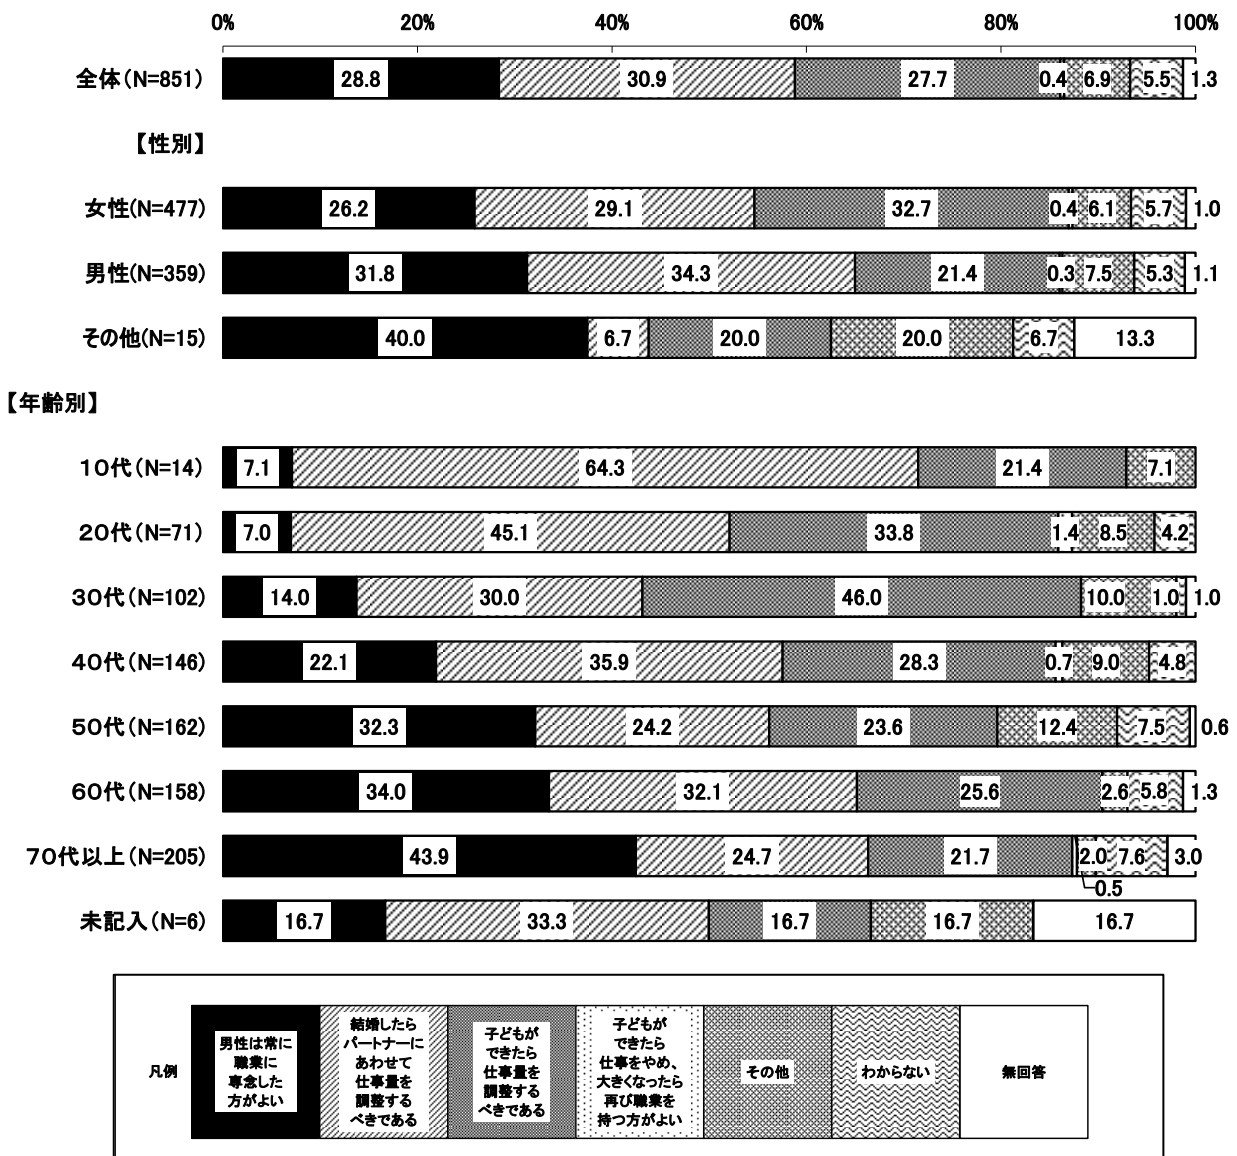 0% 20% 40% 60% 80% 100%
全体(N=851) 28.8 30.9 27.7 0.4 6.9 5.5 1.3
【性別】
女性(N=477) 26.2 29.1 32.7 0.4 6.1 5.7 1.0
男性(N=359) 31.8 34.3 21.4 0.3 7.5 5.3 1.1
その他(N=15) 40.0 6.7 20.0 20.0 6.7 13.3
【年齢別】
10代(N=14) 7.1 64.3 21.4 7.1
20代(N=71) 7.0 45.1 33.8 1.4 8.5 4.2
30代(N=102) 14.0 30.0 46.0 10.0 1.0 1.0
40代(N=146) 22.1 35.9 28.3 0.7 9.0 4.8
50代(N=162) 32.3 24.2 23.6 12.4 7.5 0.6
60代(N=158) 34.0 32.1 25.6 2.6 5.8 1.3
70代以上(N=205) 43.9 24.7 21.7 2.0 7.6 3.0
0.5
未記入(N=6) 16.7 33.3 16.7 16.7 16.7
凡例
男性は常に
職業に
専念した
方がよい
結婚したら
パートナーに
あわせて
仕事量を
調整する
べきである
子どもが
できたら
仕事量を
調整する
べきである
子どもが
できたら
仕事をやめ、
大きくなったら
再び職業を
持つ方がよい
その他
わからない
無回答